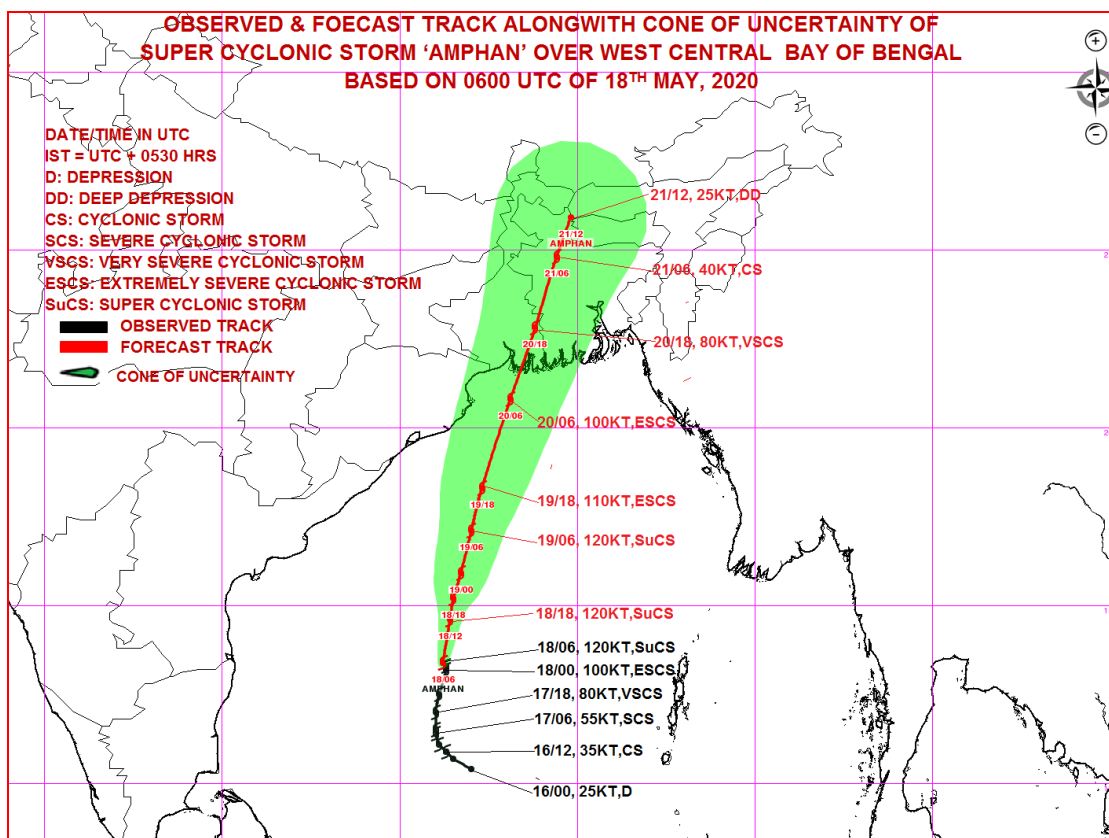 OBSERVED & FOECAST TRACK ALONGWITH CONE OF UNCERTAINTY OF
SUPER CYCLONIC STORM ‘AMPHAN’ OVER WEST CENTRAL BAY OF BENGAL
BASED ON 0600 UTC OF 18TH MAY, 2020
DATE/TIME IN UTC
IST = UTC + 0530 HRS
D: DEPRESSION
DD: DEEP DEPRESSION
CS: CYCLONIC STORM
SCS: SEVERE CYCLONIC STORM
VSCS: VERY SEVERE CYCLONIC STORM
ESCS: EXTREMELY SEVERE CYCLONIC STORM
SuCS: SUPER CYCLONIC STORM
OBSERVED TRACK
FORECAST TRACK
CONE OF UNCERTAINTY
21/12, 25KT,DD
21/12
AMPHAN
21/06, 40KT,CS
21/06
20/18, 80KT,VSCS
20/18
20/06, 100KT,ESCS
20/06
19/18, 110KT,ESCS
19/18
19/06, 120KT,SuCS
19/06
19/00
18/18, 120KT,SuCS
18/18
18/12
18/06, 120KT,SuCS
18/00, 100KT,ESCS
18/06
AMPHAN
17/18, 80KT,VSCS
17/06, 55KT,SCS
16/12, 35KT,CS
16/00, 25KT,D